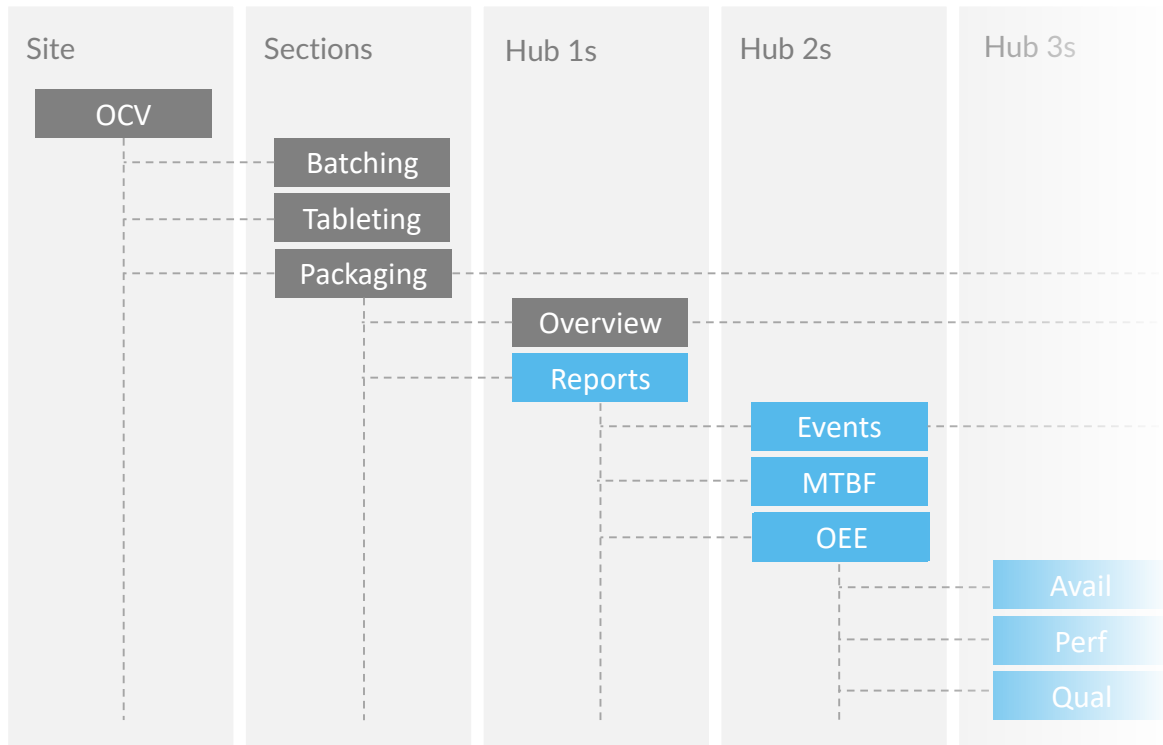 Site
Sections
Hub 1s
Hub 2s
Hub 3s
OCV
Batching
Tableting
Packaging
Overview
Reports
Events
MTBF
OEE
Avail
Perf
Qual